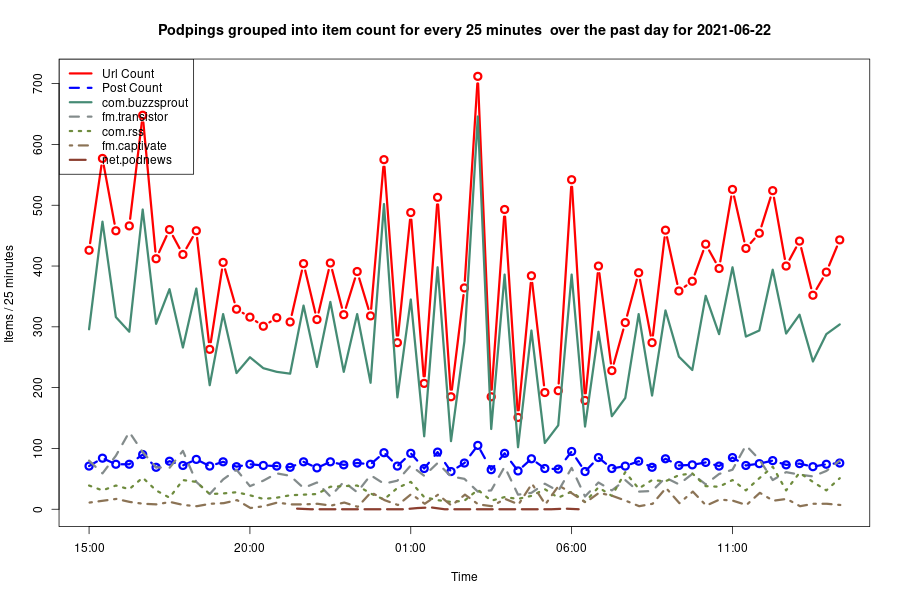 Podpings grouped into item count for every 25 minutes  over the past day for 2021-06-22
Items / 25 minutes
700
600
500
400
300
200
100
0
Url Count
Post Count
com.buzzsprout
fm.transistor
com.rss
fm.captivate
net.podnews
15:00 20:00 01:00 06:00 11:00
Time